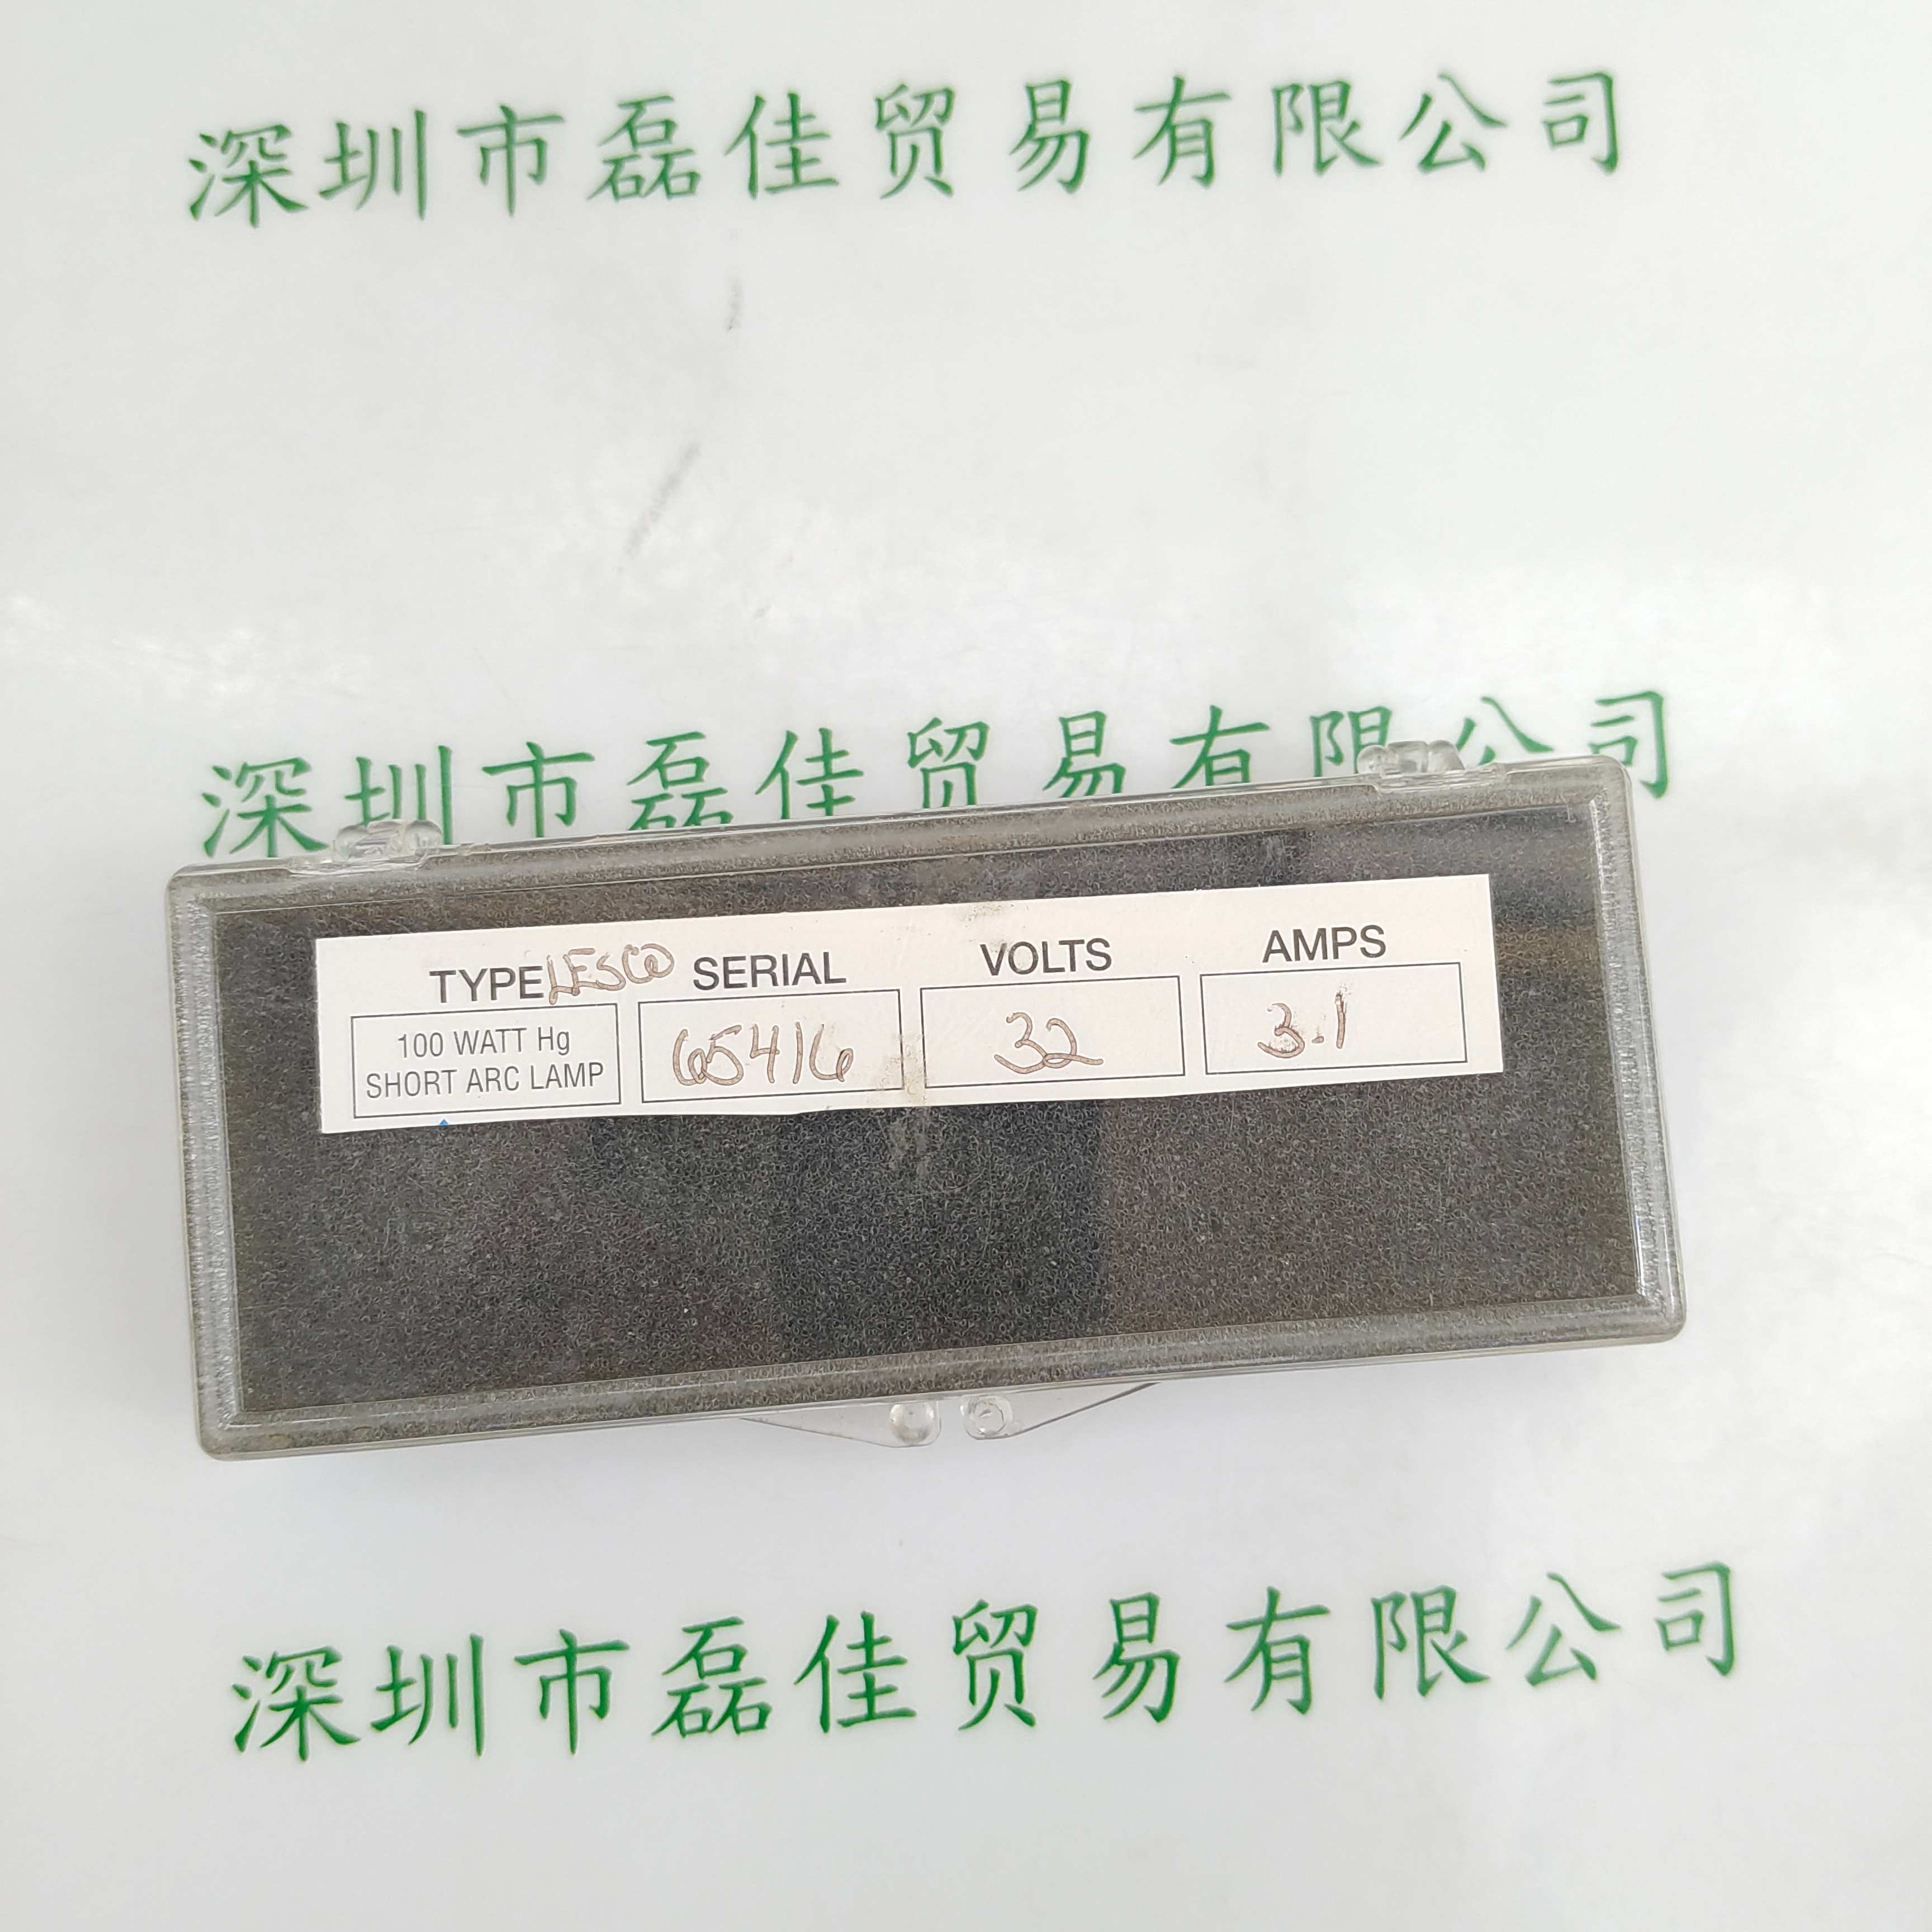 深圳市磊佳贸易有限公司
深圳市磊佳贸易有限公司
TYPE LESCO SERIAL VOLTS AMPS
100 WATT Hg
SHORT ARC LAMP 65416 32 3.1
深圳市磊佳贸易有限公司